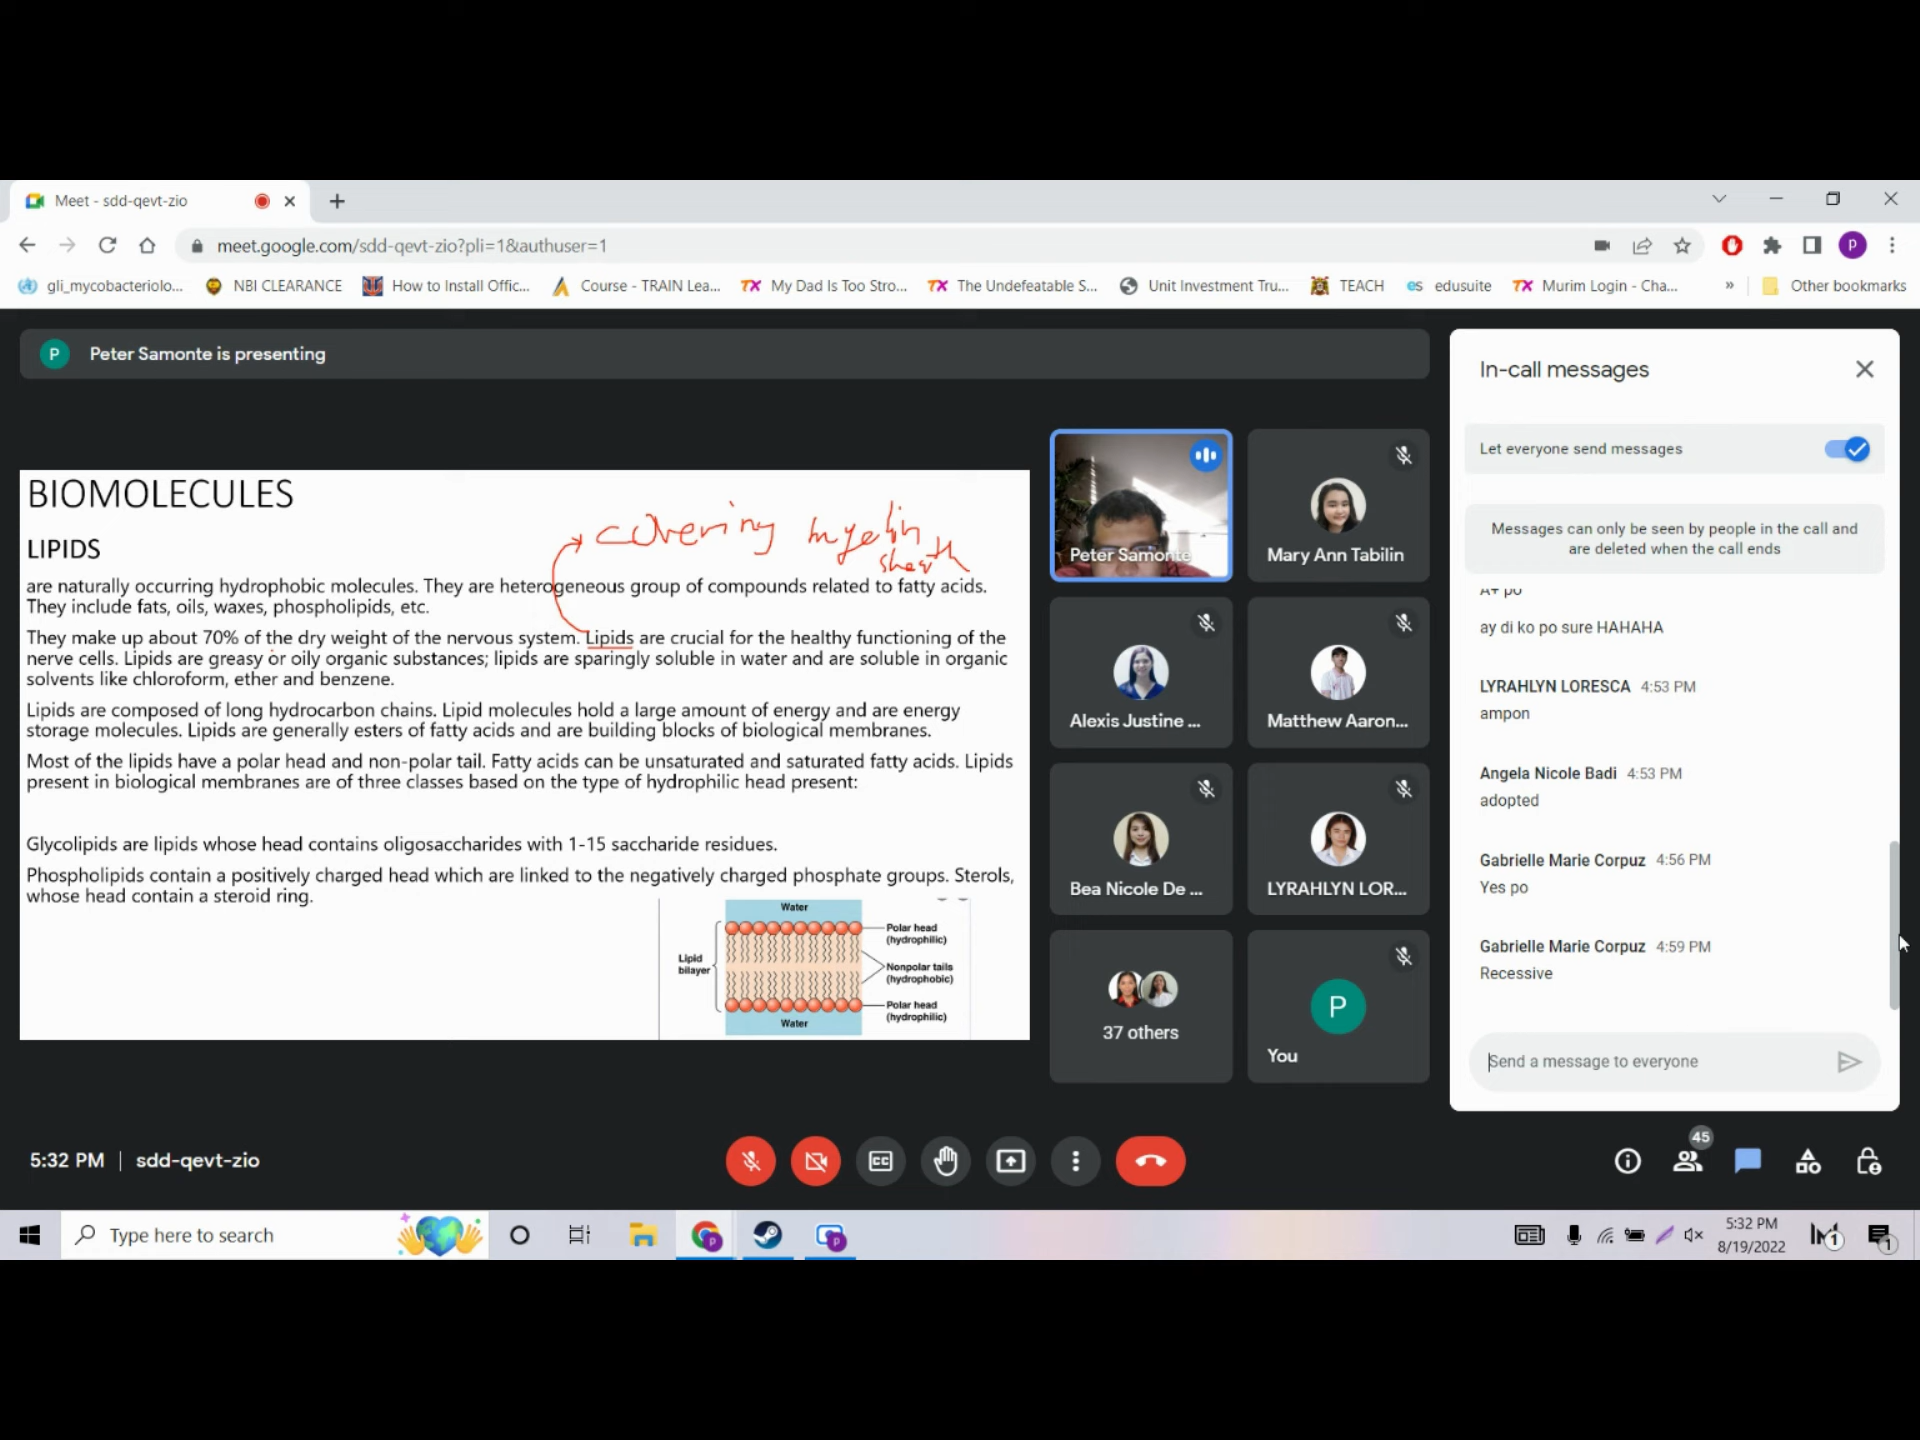 Meet - sdd-qevt-zio
meet.google.com/sdd-qevt-zio?pli=1&authuser=1
P
gli_mycobacteriolo...
NBI CLEARANCE
How to Install Offic...
Course - TRAIN Lea...
TX My Dad Is Too Stro...
TX The Undefeatable S...
Unit Investment Tru...
TEACH
es edusuite
TX Murim Login - Cha...
»
Other bookmarks
P Peter Samonte is presenting
BIOMOLECULES
covering myelin
sheath
LIPIDS
are naturally occurring hydrophobic molecules. They are heterogeneous group of compounds related to fatty acids.
They include fats, oils, waxes, phospholipids, etc.
They make up about 70% of the dry weight of the nervous system. Lipids are crucial for the healthy functioning of the
nerve cells. Lipids are greasy or oily organic substances; lipids are sparingly soluble in water and are soluble in organic
solvents like chloroform, ether and benzene.
Lipids are composed of long hydrocarbon chains. Lipid molecules hold a large amount of energy and are energy
storage molecules. Lipids are generally esters of fatty acids and are building blocks of biological membranes.
Most of the lipids have a polar head and non-polar tail. Fatty acids can be unsaturated and saturated fatty acids. Lipids
present in biological membranes are of three classes based on the type of hydrophilic head present:
Glycolipids are lipids whose head contains oligosaccharides with 1-15 saccharide residues.
Phospholipids contain a positively charged head which are linked to the negatively charged phosphate groups. Sterols,
whose head contain a steroid ring.
Water
Polar head
(hydrophilic)
Lipid
bilayer
Nonpolar tails
(hydrophobic)
Polar head
(hydrophilic)
Water
Peter Samonte
Mary Ann Tabilin
Alexis Justine ...
Matthew Aaron...
Bea Nicole De ...
LYRAHLYN LOR...
37 others
P
You
In-call messages
Let everyone send messages
Messages can only be seen by people in the call and
are deleted when the call ends
A+ po
ay di ko po sure HAHAHA
LYRAHLYN LORESCA 4:53 PM
ampon
Angela Nicole Badi 4:53 PM
adopted
Gabrielle Marie Corpuz 4:56 PM
Yes po
Gabrielle Marie Corpuz 4:59 PM
Recessive
Send a message to everyone
5:32 PM | sdd-qevt-zio
CC
45
Type here to search
5:32 PM
8/19/2022
1
1